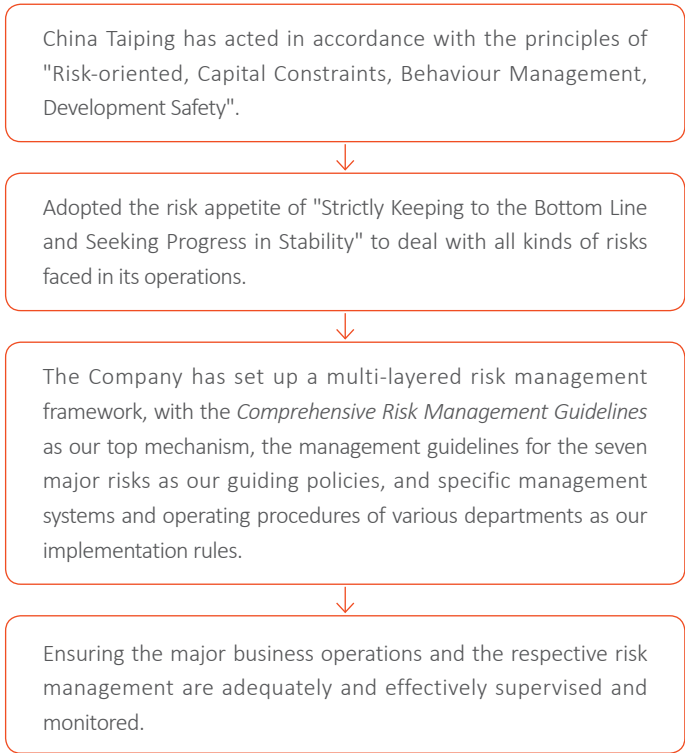 China Taiping has acted in accordance with the principles of
"Risk-oriented, Capital Constraints, Behaviour Management,
Development Safety".
Adopted the risk appetite of "Strictly Keeping to the Bottom Line
and Seeking Progress in Stability" to deal with all kinds of risks
faced in its operations.
The Company has set up a multi-layered risk management
framework, with the Comprehensive Risk Management Guidelines
as our top mechanism, the management guidelines for the seven
major risks as our guiding policies, and specific management
systems and operating procedures of various departments as our
implementation rules.
Ensuring the major business operations and the respective risk
management are adequately and effectively supervised and
monitored.